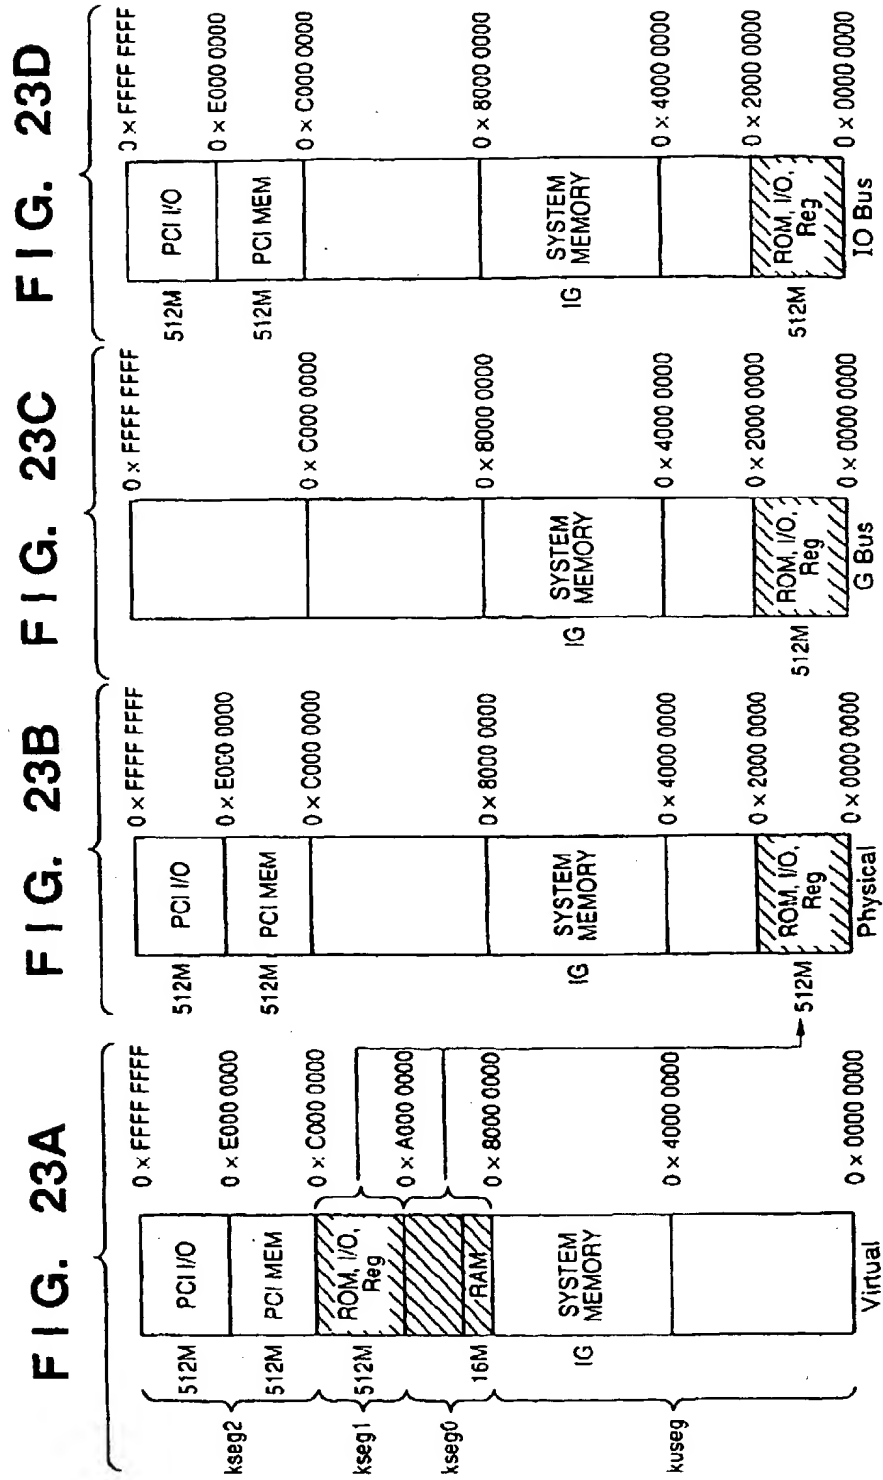 FIG. 23A
0 × FFFF FFFF
PCI I/O
512M
0 × E000 0000
PCI MEM
512M
kseg2
0 × C000 0000
ROM, I/O,
Reg
512M
kseg1
0 × A000 0000
RAM
16M
kseg0
0 × 8000 0000
SYSTEM
MEMORY
IG
kuseg
0 × 4000 0000
0 × 0000 0000
Virtual
FIG. 23B
0 × FFFF FFFF
PCI I/O
512M
0 × E000 0000
PCI MEM
512M
0 × C000 0000
0 × 8000 0000
SYSTEM
MEMORY
IG
0 × 4000 0000
0 × 2000 0000
ROM, I/O,
Reg
512M
0 × 0000 0000
Physical
FIG. 23C
0 × FFFF FFFF
0 × C000 0000
0 × 8000 0000
SYSTEM
MEMORY
IG
0 × 4000 0000
0 × 2000 0000
ROM, I/O,
Reg
512M
0 × 0000 0000
G Bus
FIG. 23D
0 × FFFF FFFF
PCI I/O
512M
0 × E000 0000
PCI MEM
512M
0 × C000 0000
0 × 8000 0000
SYSTEM
MEMORY
IG
0 × 4000 0000
0 × 2000 0000
ROM, I/O,
Reg
512M
0 × 0000 0000
IO Bus